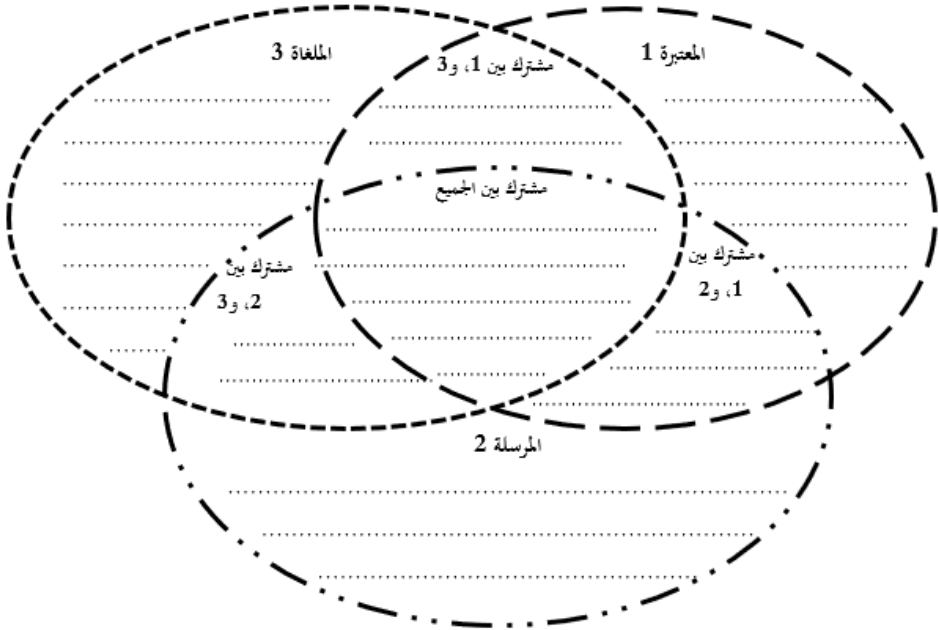 المعتبرة 1
مشترك بين 1، و3
الملغاة 3
مشترك بين الجميع
مشترك بين
1، و2
مشترك بين
2، و3
المرسلة 2